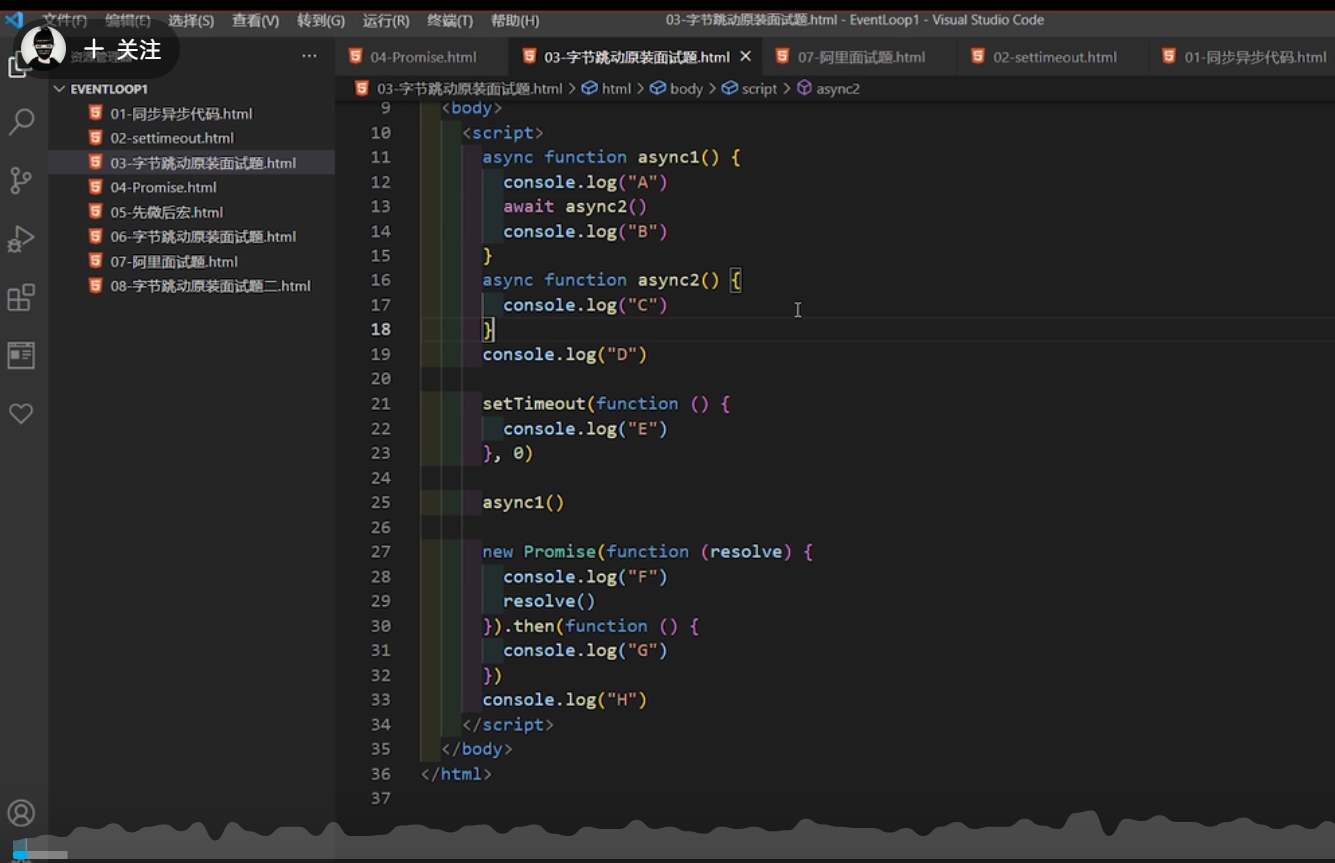 文件(F) 编辑(E) 选择(S) 查看(V) 转到(G) 运行(R) 终端(T) 帮助(H) 03-字节跳动原装面试题.html - EventLoop1 - Visual Studio Code
+ 关注
资源管理器 ···
04-Promise.html 03-字节跳动原装面试题.html × 07-阿里面试题.html 02-settimeout.html 01-同步异步代码.html
03-字节跳动原装面试题.html > html > body > script > async2
EVENTLOOP1
01-同步异步代码.html
02-settimeout.html
03-字节跳动原装面试题.html
04-Promise.html
05-先微后宏.html
06-字节跳动原装面试题.html
07-阿里面试题.html
08-字节跳动原装面试题二.html
9 <body>
10 <script>
11 async function async1() {
12 console.log("A")
13 await async2()
14 console.log("B")
15 }
16 async function async2() {
17 console.log("C")
18 }
19 console.log("D")
20
21 setTimeout(function () {
22 console.log("E")
23 }, 0)
24
25 async1()
26
27 new Promise(function (resolve) {
28 console.log("F")
29 resolve()
30 }).then(function () {
31 console.log("G")
32 })
33 console.log("H")
34 </script>
35 </body>
36 </html>
37